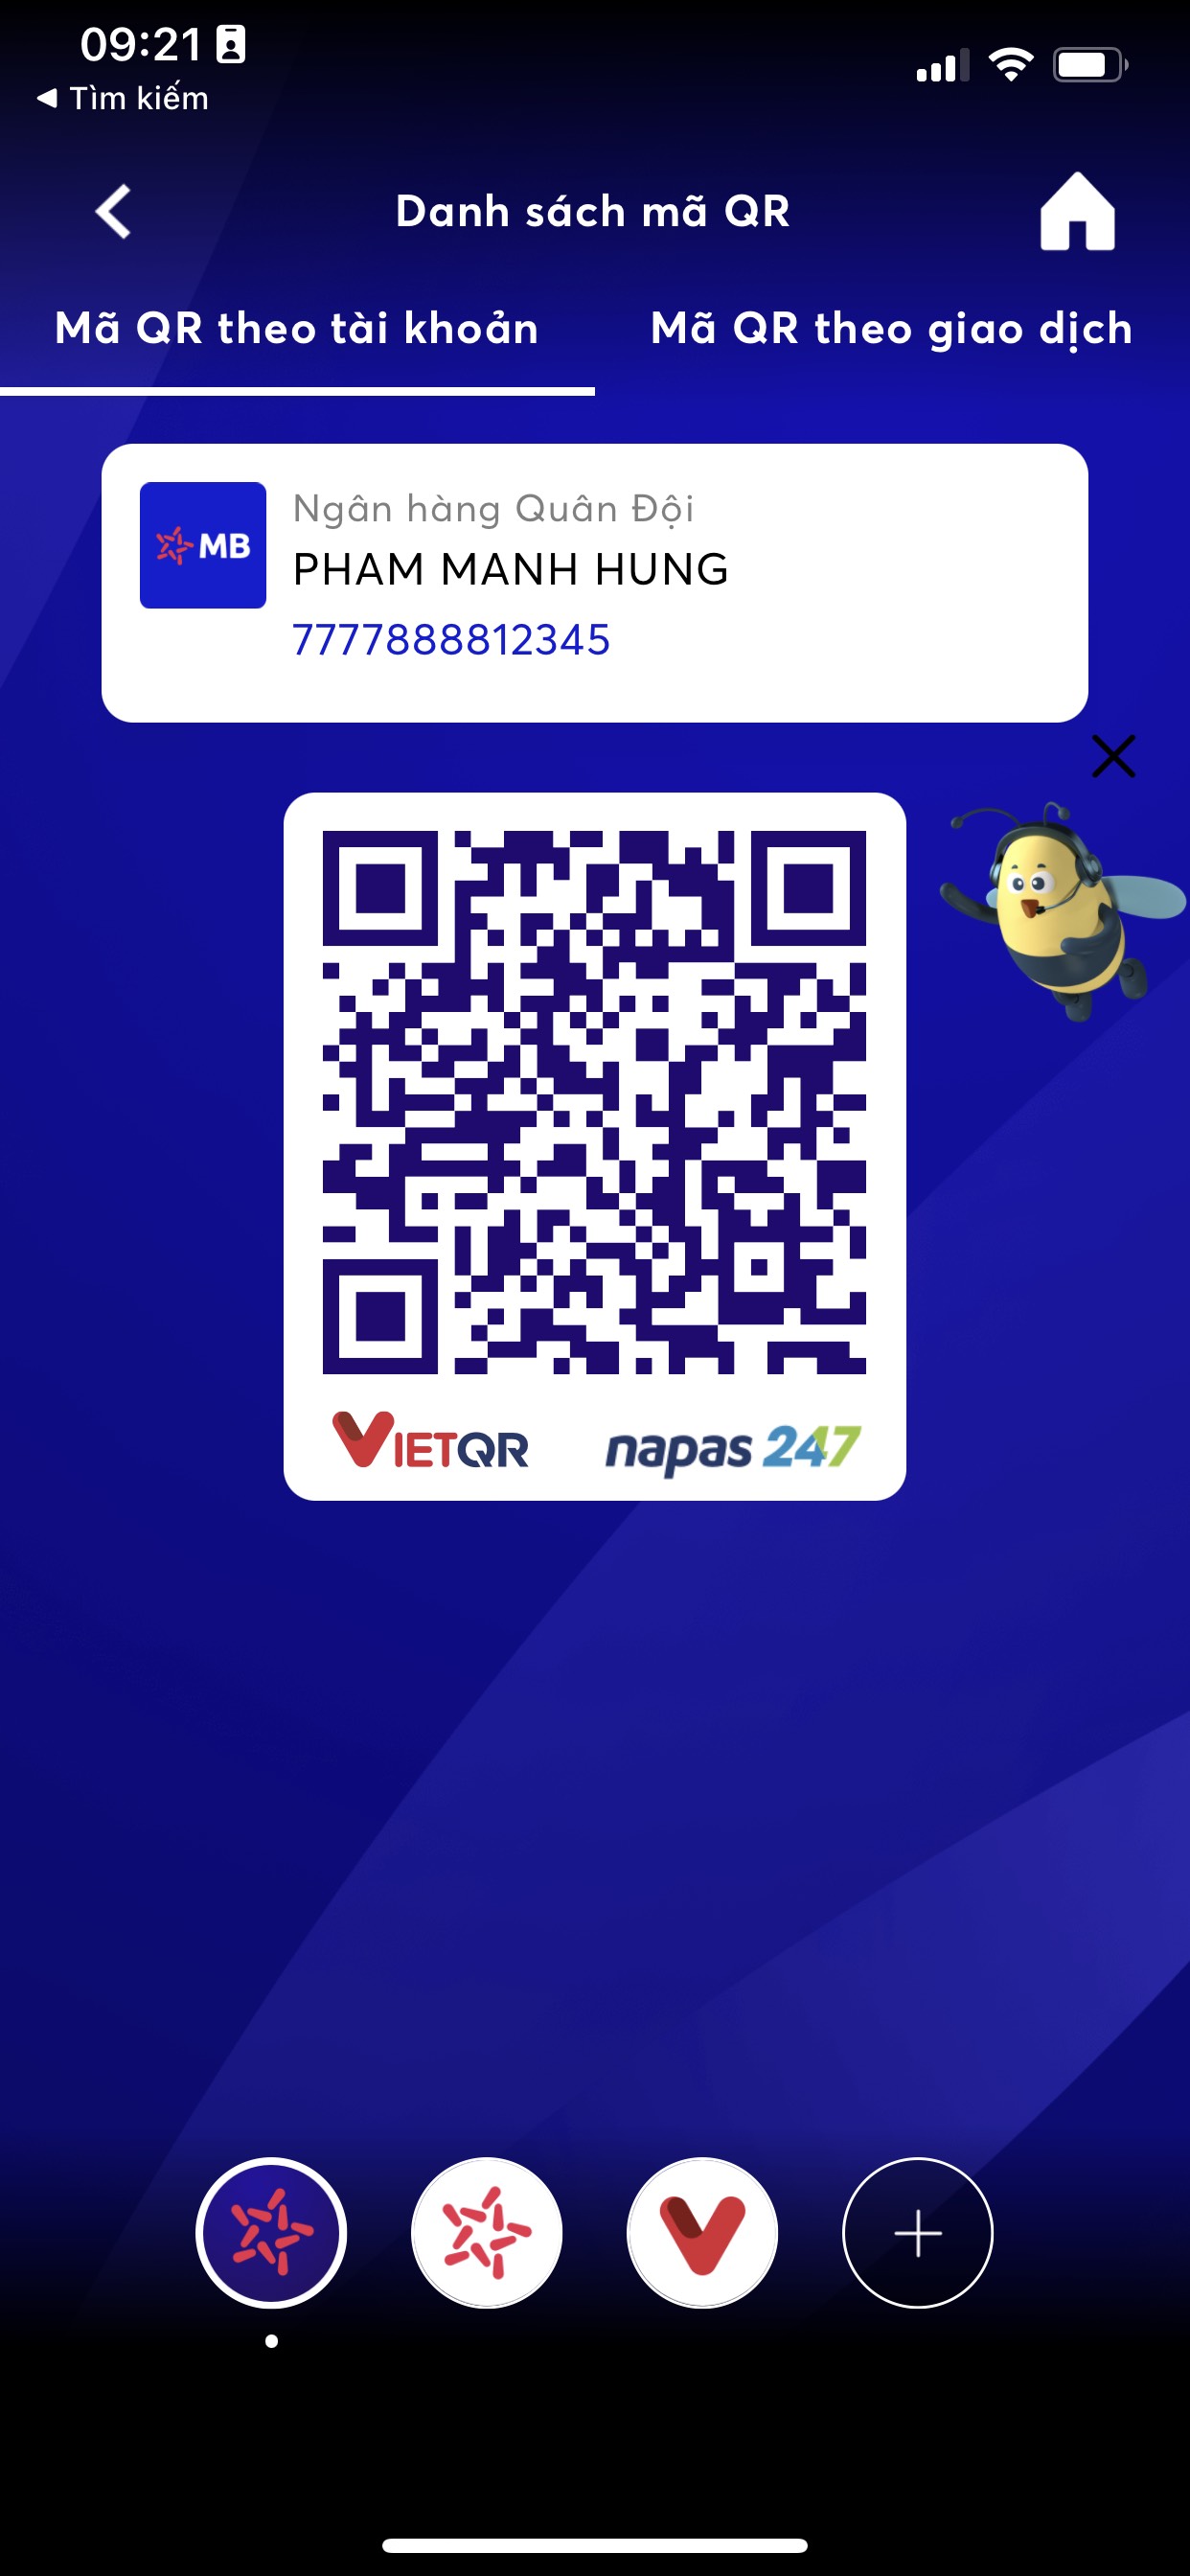 09:21
Tìm kiếm
Danh sách mã QR
Mã QR theo tài khoản
Mã QR theo giao dịch
MB
Ngân hàng Quân Đội
PHAM MANH HUNG
7777888812345
VIETQR
napas 247